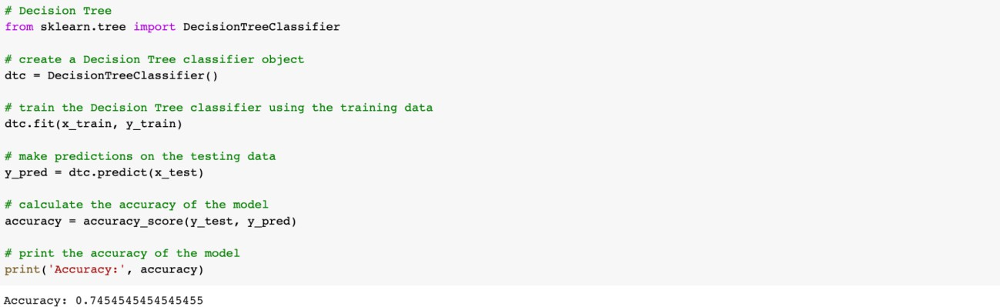 # Decision Tree
from sklearn.tree import DecisionTreeClassifier
# create a Decision Tree classifier object
dtc = DecisionTreeClassifier()
# train the Decision Tree classifier using the training data
dtc.fit(x_train, y_train)
# make predictions on the testing data
y_pred = dtc.predict(x_test)
# calculate the accuracy of the model
accuracy = accuracy_score(y_test, y_pred)
# print the accuracy of the model
print('Accuracy:', accuracy)
Accuracy: 0.7454545454545455